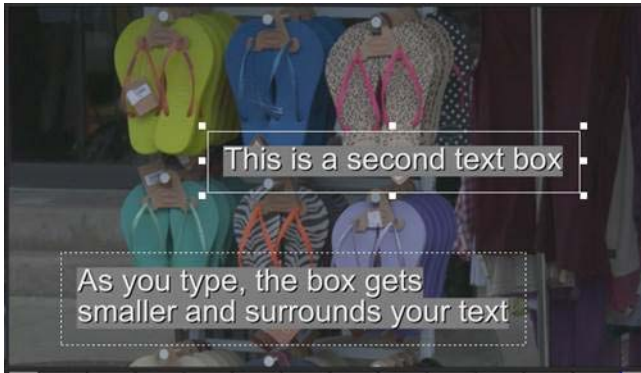 This is a second text box
As you type, the box gets
smaller and surrounds your text